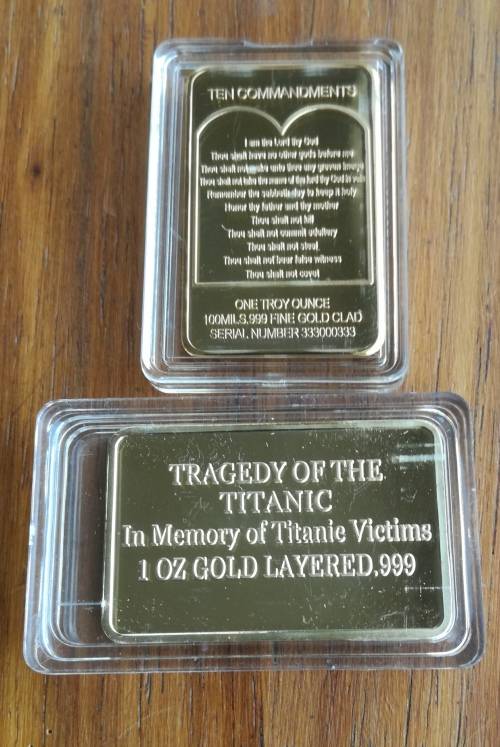 TEN COMMANDMENTS
I am the Lord thy God
Thou shalt have no other gods before me
Thou shalt not make unto thee any graven image
Thou shalt not take the name of the lord thy God in vain
Remember the sabbath day to keep it holy
Honor thy father and thy mother
Thou shalt not kill
Thou shalt not commit adultery
Thou shalt not steel
Thou shalt not bear false witness
Thou shalt not covet
ONE TROY OUNCE
100MILS.999 FINE GOLD CLAD
SERIAL NUMBER 333000333
TRAGEDY OF THE
TITANIC
In Memory of Titanic Victims
1 OZ GOLD LAYERED.999